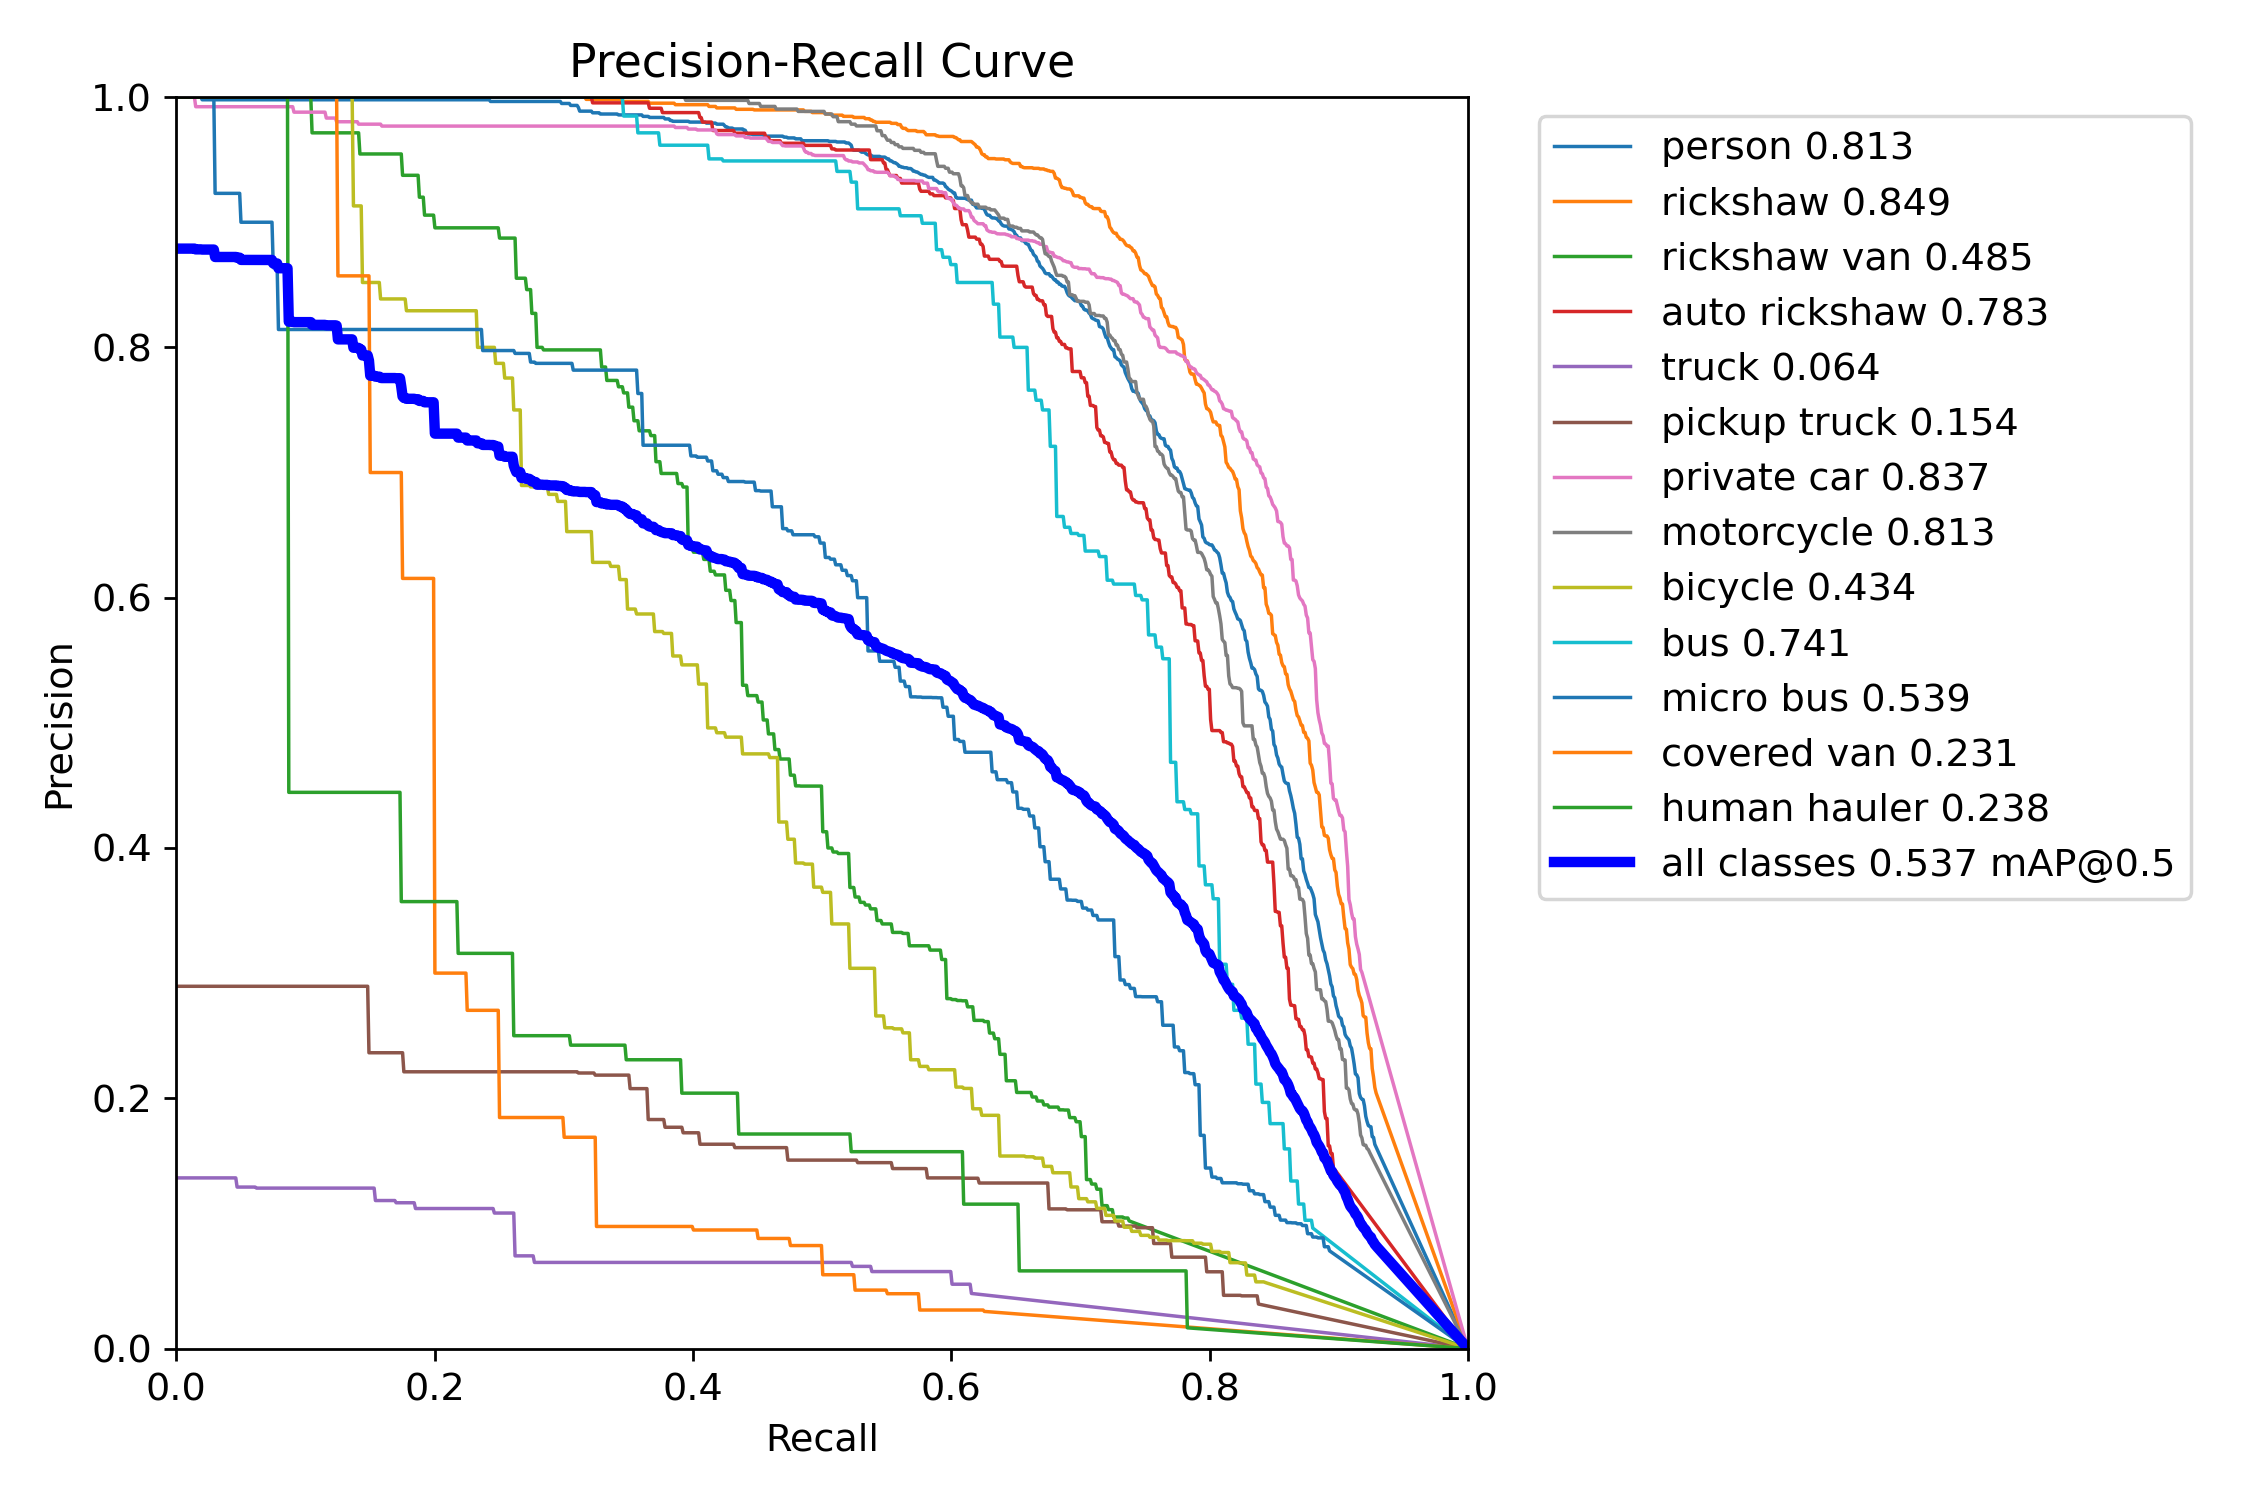 Precision-Recall Curve
1.0
0.8
0.6
0.4
0.2
0.0
Precision
0.0 0.2 0.4 0.6 0.8 1.0
Recall
person 0.813
rickshaw 0.849
rickshaw van 0.485
auto rickshaw 0.783
truck 0.064
pickup truck 0.154
private car 0.837
motorcycle 0.813
bicycle 0.434
bus 0.741
micro bus 0.539
covered van 0.231
human hauler 0.238
all classes 0.537 mAP@0.5